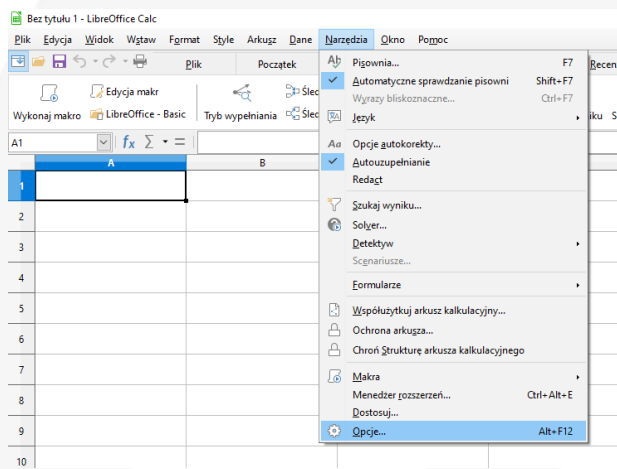 Bez tytułu 1 - LibreOffice Calc
Plik Edycja Widok Wstaw Format Style Arkusz Dane Narzędzia Okno Pomoc
Plik Początek Recen
Edycja makr Śled
Wykonaj makro LibreOffice - Basic Tryb wypełniania Śled iku S
A1 fx Σ =
A B
1
2
3
4
5
6
7
8
9
10
Pisownia... F7
Automatyczne sprawdzanie pisowni Shift+F7
Wyrazy bliskoznaczne... Ctrl+F7
Język
Opcje autokorekty...
Autouzupełnianie
Redact
Szukaj wyniku...
Solver...
Detektyw
Scenariusze...
Formularze
Współużytkuj arkusz kalkulacyjny...
Ochrona arkusza...
Chroń Strukturę arkusza kalkulacyjnego
Makra
Menedżer rozszerzeń... Ctrl+Alt+E
Dostosuj...
Opcje... Alt+F12